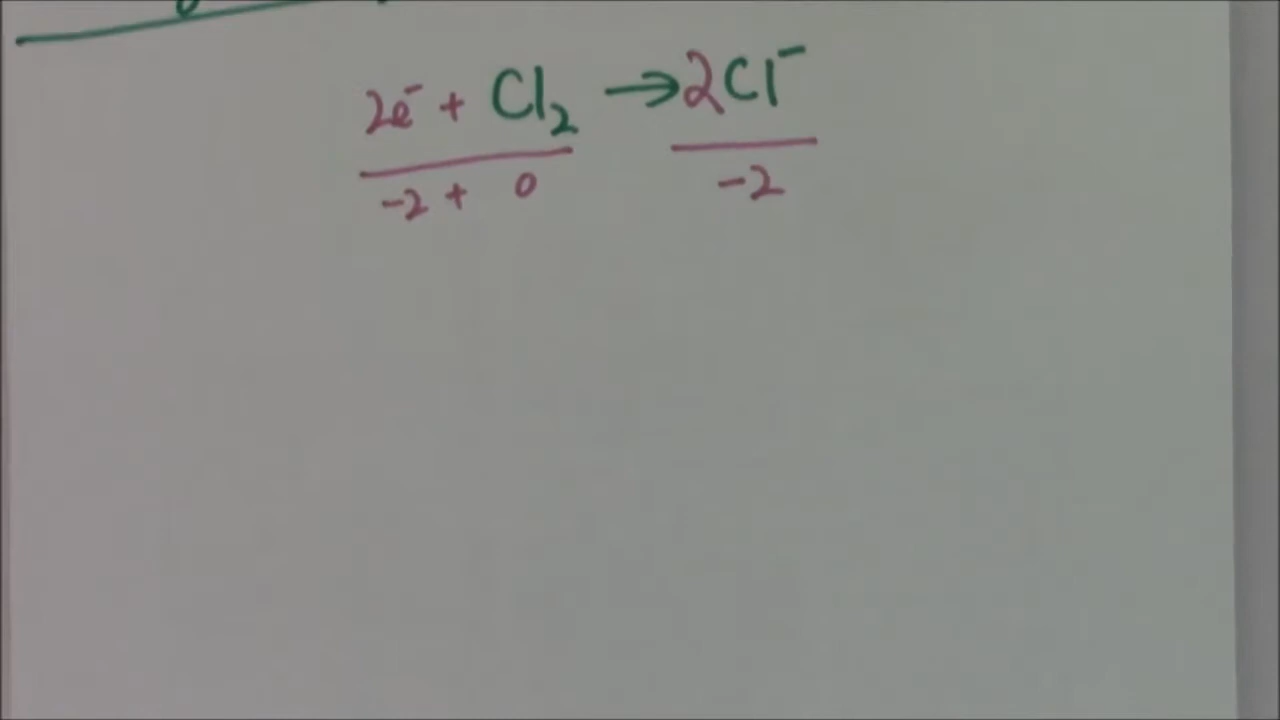 2e⁻ + Cl₂ → 2Cl⁻
-2 + 0 -2